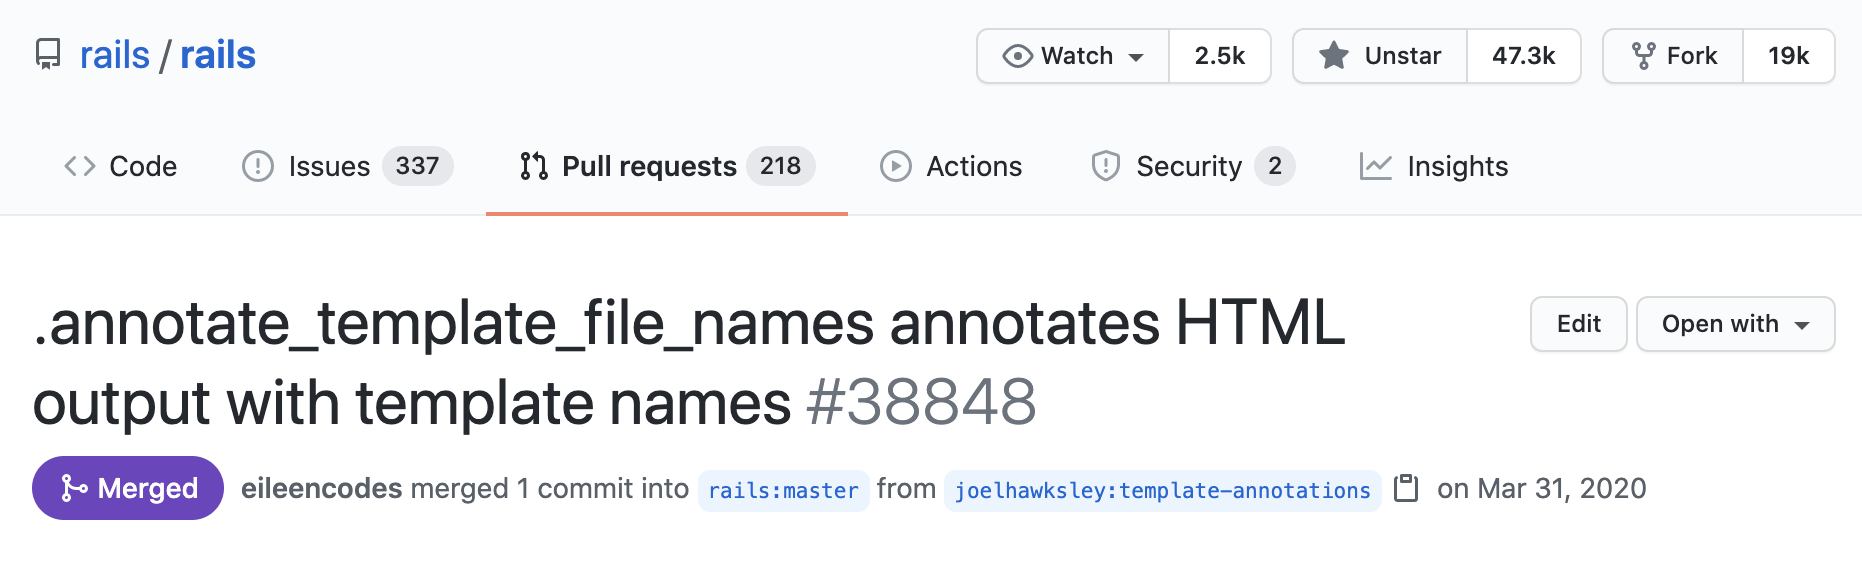 rails / rails
Watch 2.5k Unstar 47.3k Fork 19k
Code Issues 337 Pull requests 218 Actions Security 2 Insights
.annotate_template_file_names annotates HTML
output with template names #38848
Edit Open with
Merged eileencodes merged 1 commit into rails:master from joelhawksley:template-annotations on Mar 31, 2020